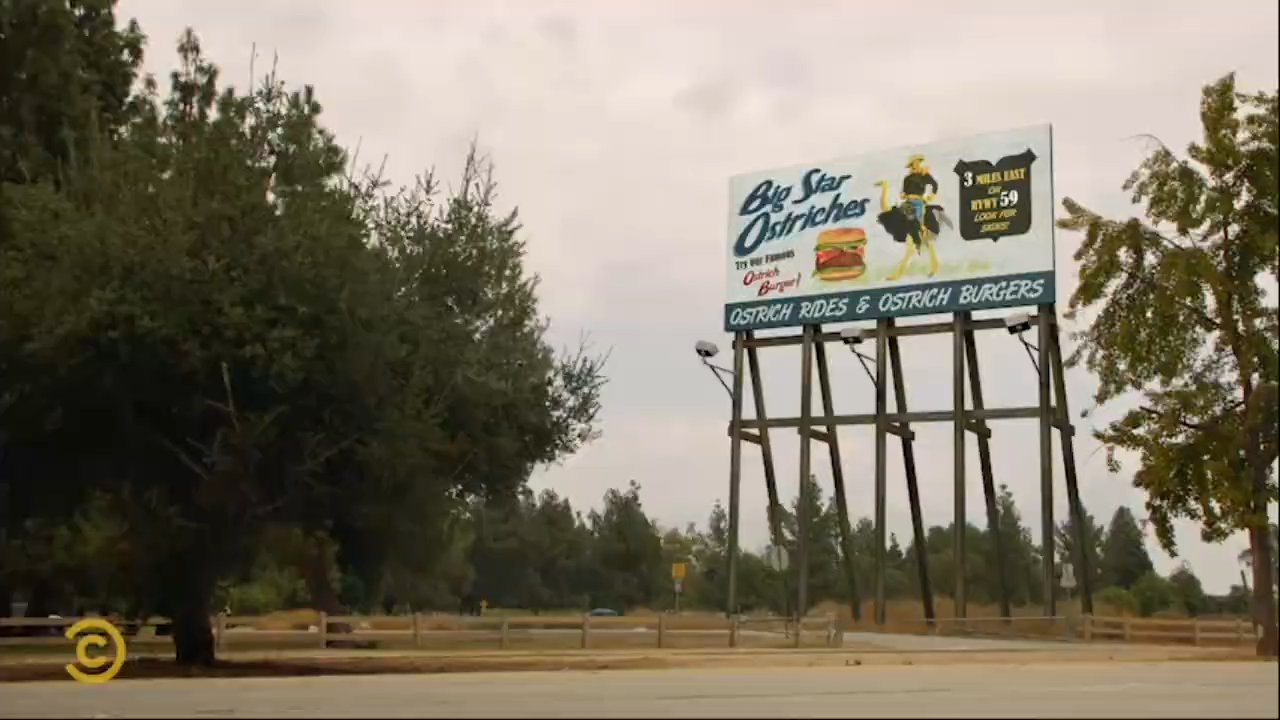 Big Star
Ostriches
Try Our Famous
Ostrich
Burger!
3 MILES EAST
ON
HYWY 59
LOOK FOR
SIGNS!
OSTRICH RIDES & OSTRICH BURGERS